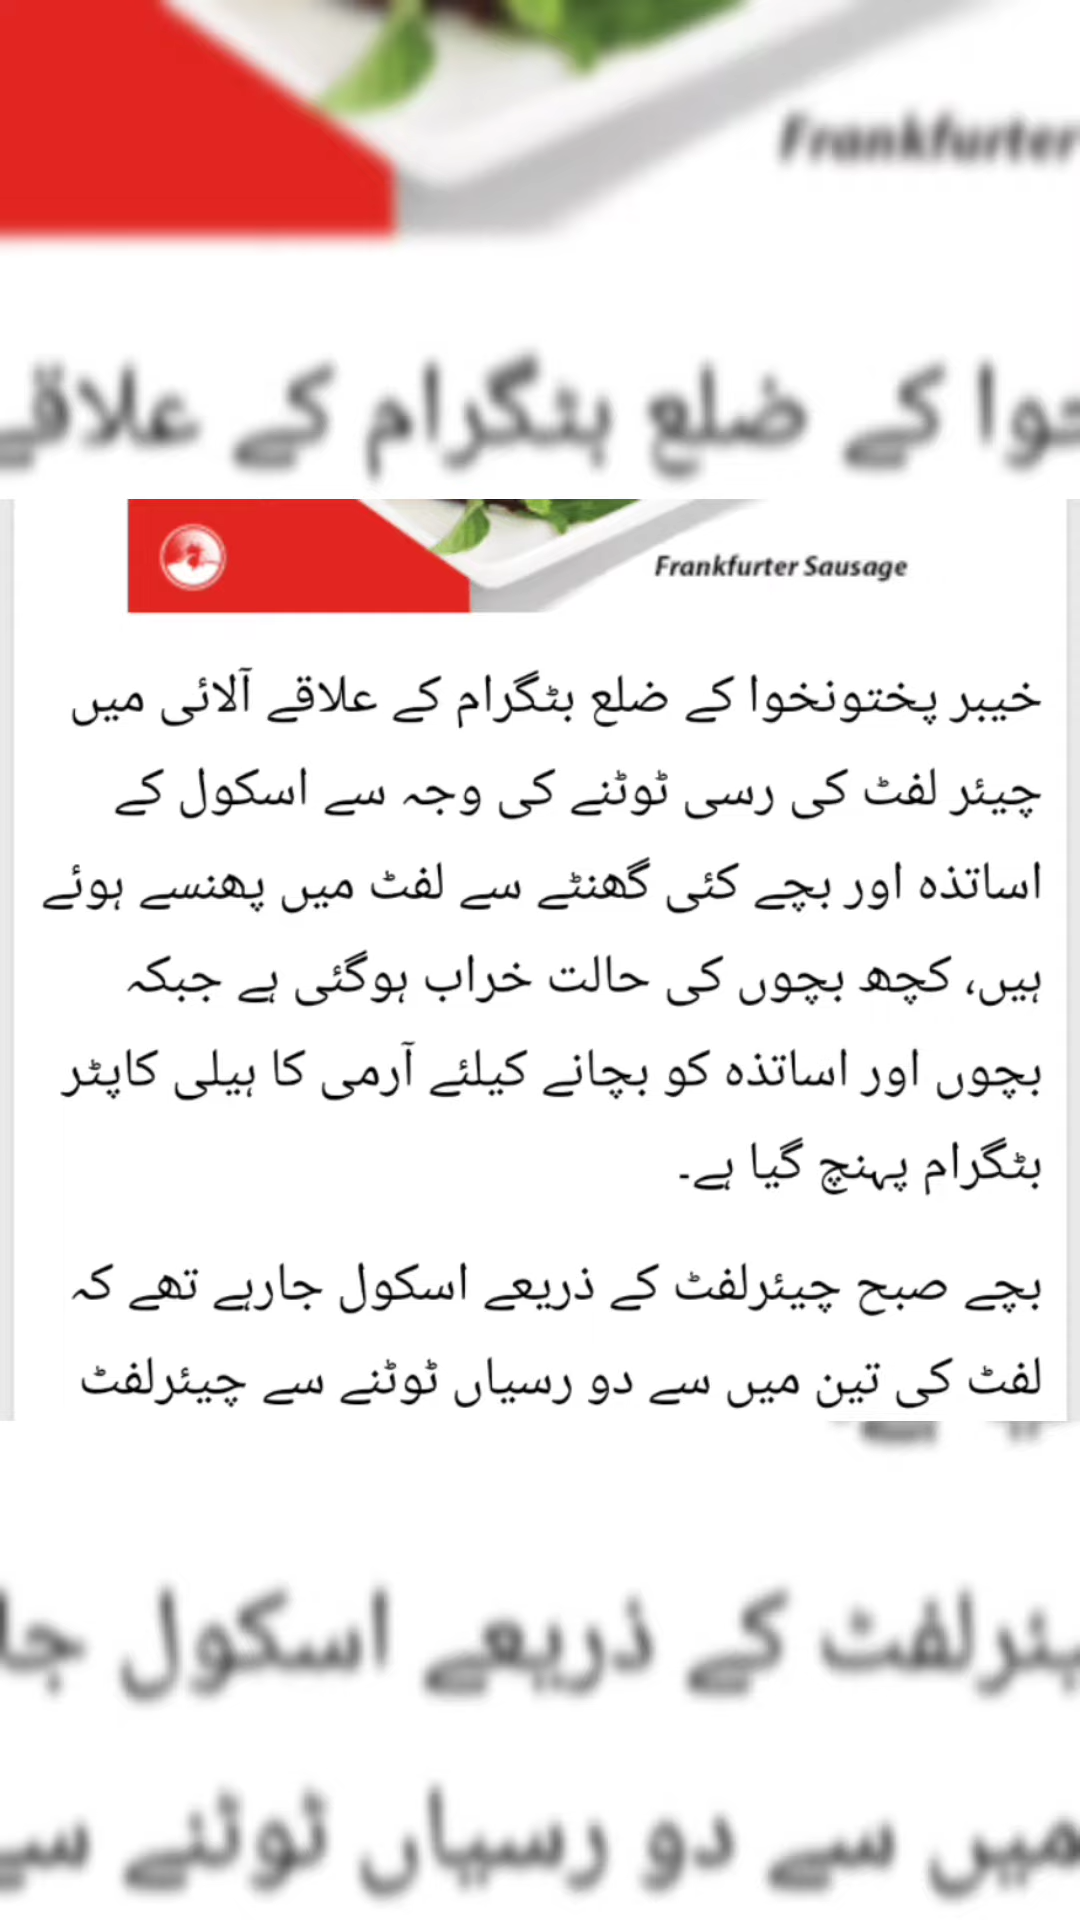 Frankfurter
خوا کے ضلع بٹگرام کے علاقے
Frankfurter Sausage
خیبر پختونخوا کے ضلع بٹگرام کے علاقے آلائی میں
چیئر لفٹ کی رسی ٹوٹنے کی وجہ سے اسکول کے
اساتذہ اور بچے کئی گھنٹے سے لفٹ میں پھنسے ہوئے
ہیں، کچھ بچوں کی حالت خراب ہوگئی ہے جبکہ
بچوں اور اساتذہ کو بچانے کیلئے آرمی کا ہیلی کاپٹر
بٹگرام پہنچ گیا ہے۔
بچے صبح چیئرلفٹ کے ذریعے اسکول جارہے تھے کہ
لفٹ کی تین میں سے دو رسیاں ٹوٹنے سے چیئرلفٹ
ئرلفٹ کے ذریعے اسکول جا
میں سے دو رسیاں ٹوٹنے سے